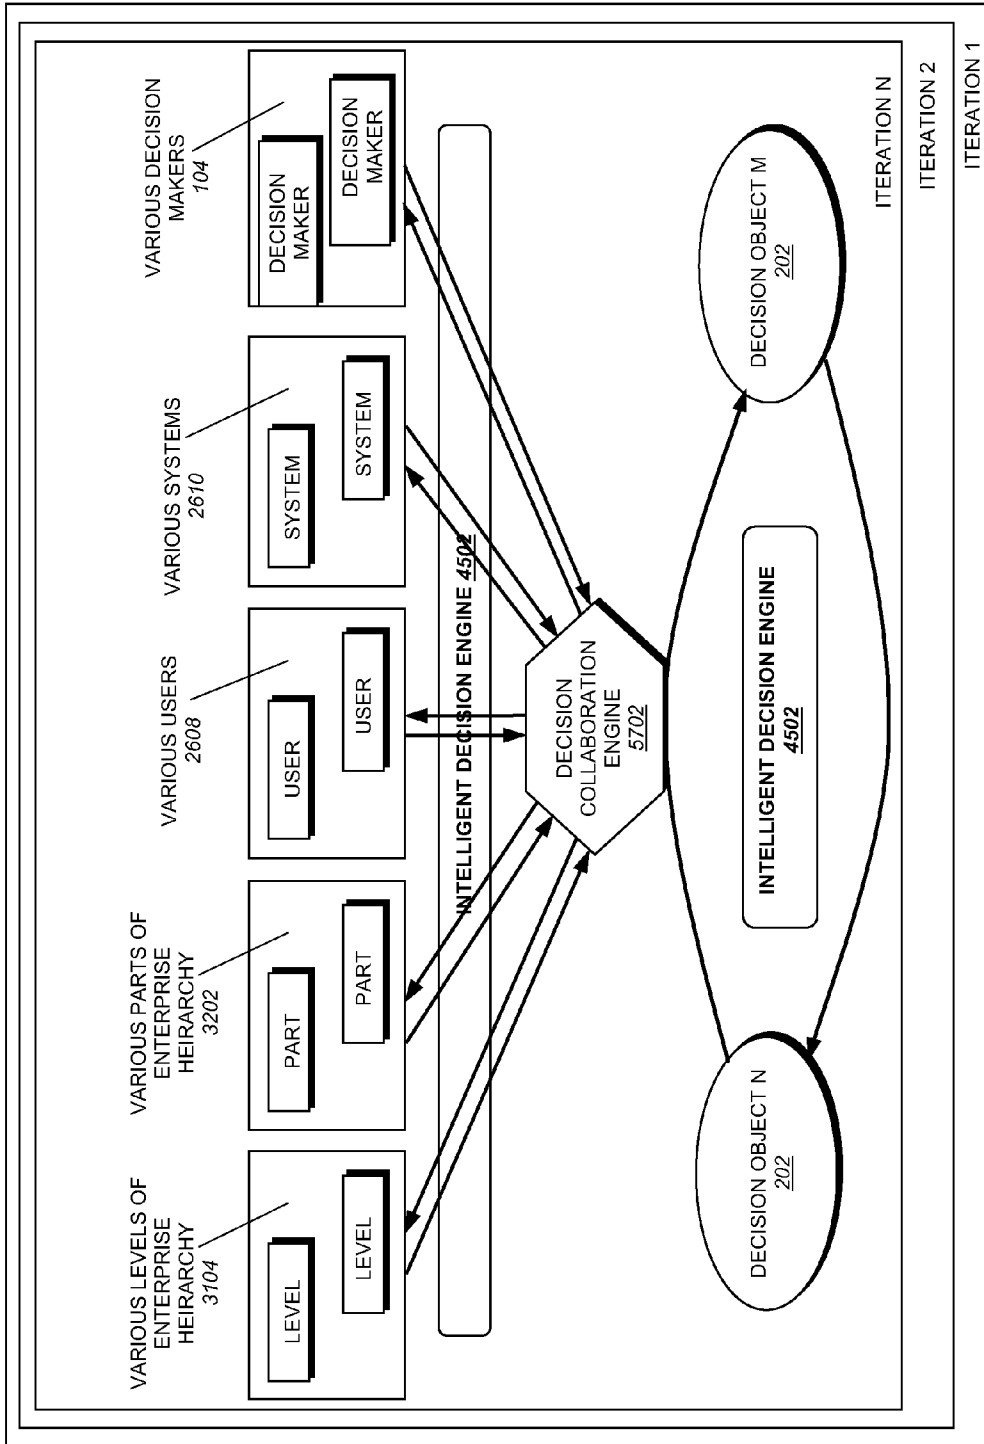 VARIOUS LEVELS OF
ENTERPRISE
HEIRARCHY
3104
VARIOUS PARTS OF
ENTERPRISE
HEIRARCHY
3202
VARIOUS USERS
2608
VARIOUS SYSTEMS
2610
VARIOUS DECISION
MAKERS
104
LEVEL
LEVEL
PART
PART
USER
USER
SYSTEM
SYSTEM
DECISION
MAKER
DECISION
MAKER
INTELLIGENT DECISION ENGINE 4502
DECISION
COLLABORATION
ENGINE
5702
DECISION OBJECT N
202
INTELLIGENT DECISION ENGINE
4502
DECISION OBJECT M
202
ITERATION N
ITERATION 2
ITERATION 1